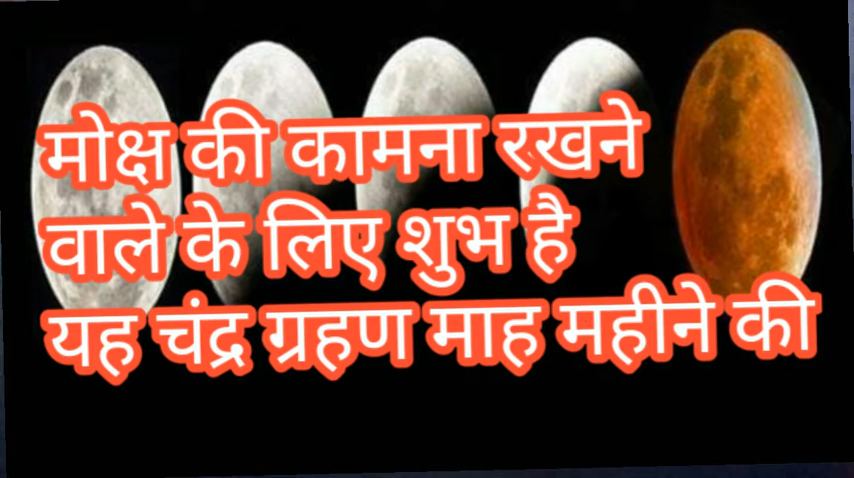 मोक्ष की कामना रखने
वाले के लिए शुभ है
यह चंद्र ग्रहण माह महीने की